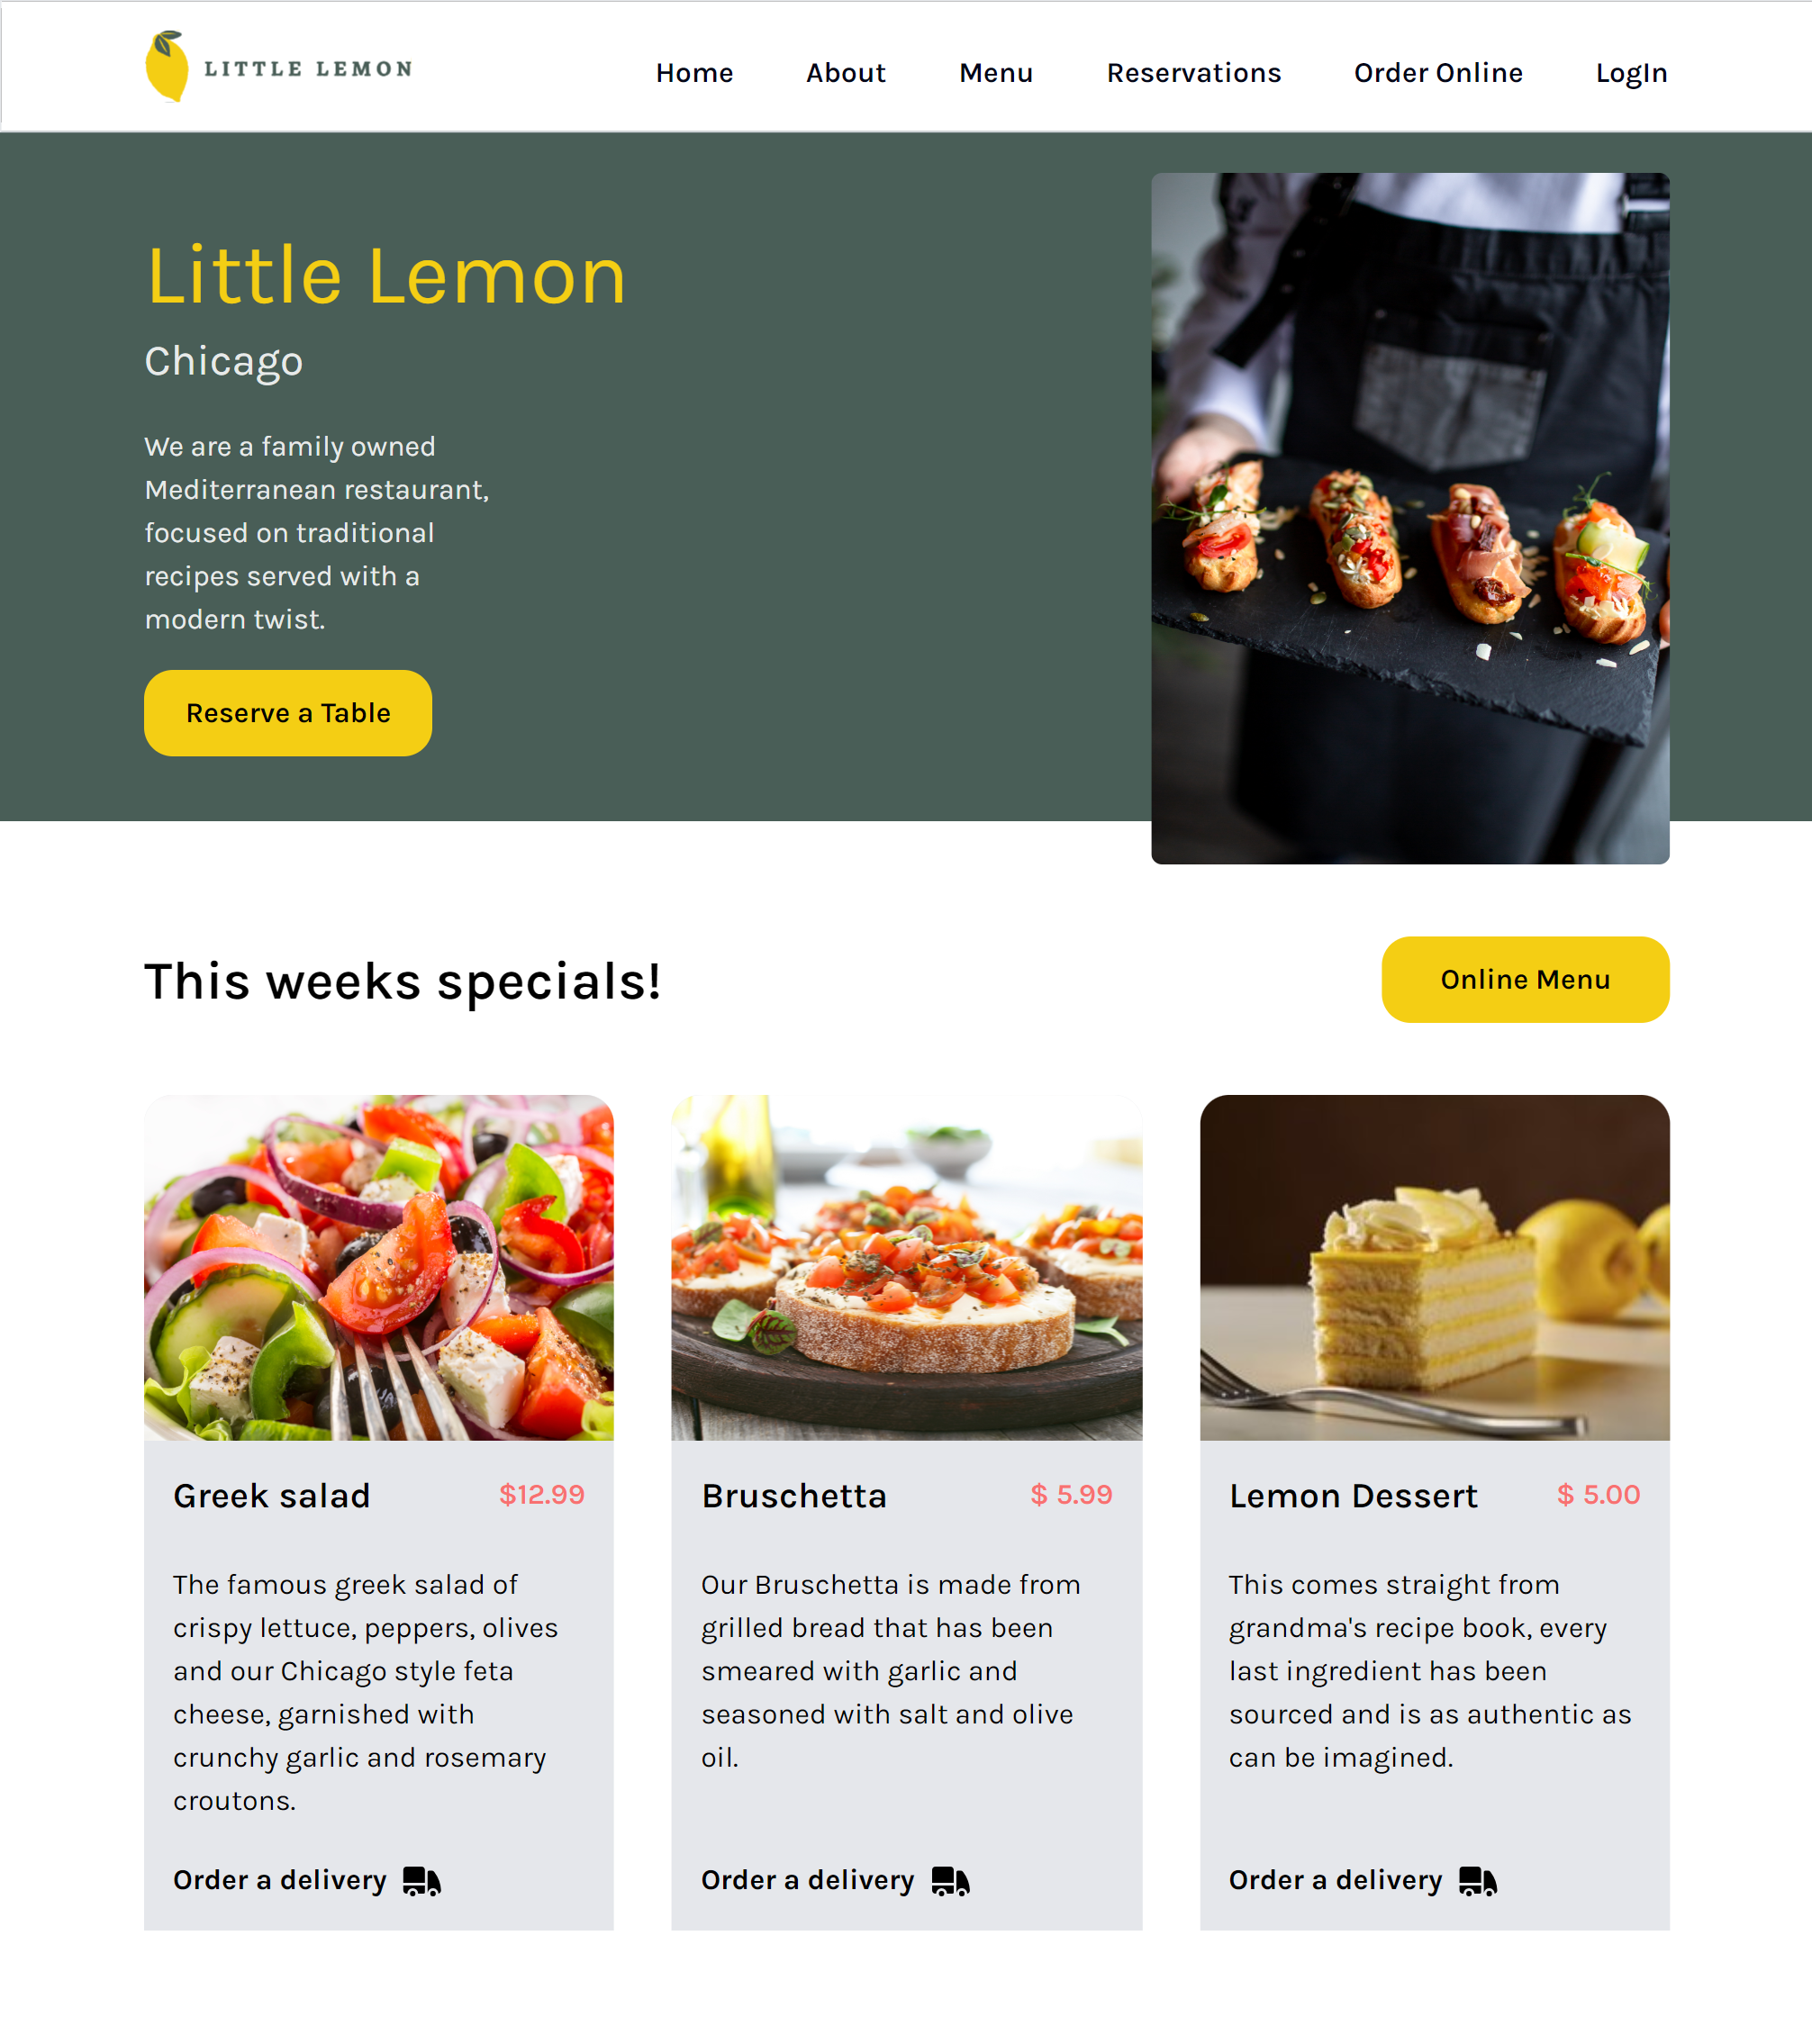 LITTLE LEMON
Home About Menu Reservations Order Online LogIn
Little Lemon
Chicago
We are a family owned
Mediterranean restaurant,
focused on traditional
recipes served with a
modern twist.
Reserve a Table
This weeks specials!
Online Menu
Greek salad $12.99
The famous greek salad of
crispy lettuce, peppers, olives
and our Chicago style feta
cheese, garnished with
crunchy garlic and rosemary
croutons.
Order a delivery
Bruschetta $ 5.99
Our Bruschetta is made from
grilled bread that has been
smeared with garlic and
seasoned with salt and olive
oil.
Order a delivery
Lemon Dessert $ 5.00
This comes straight from
grandma's recipe book, every
last ingredient has been
sourced and is as authentic as
can be imagined.
Order a delivery